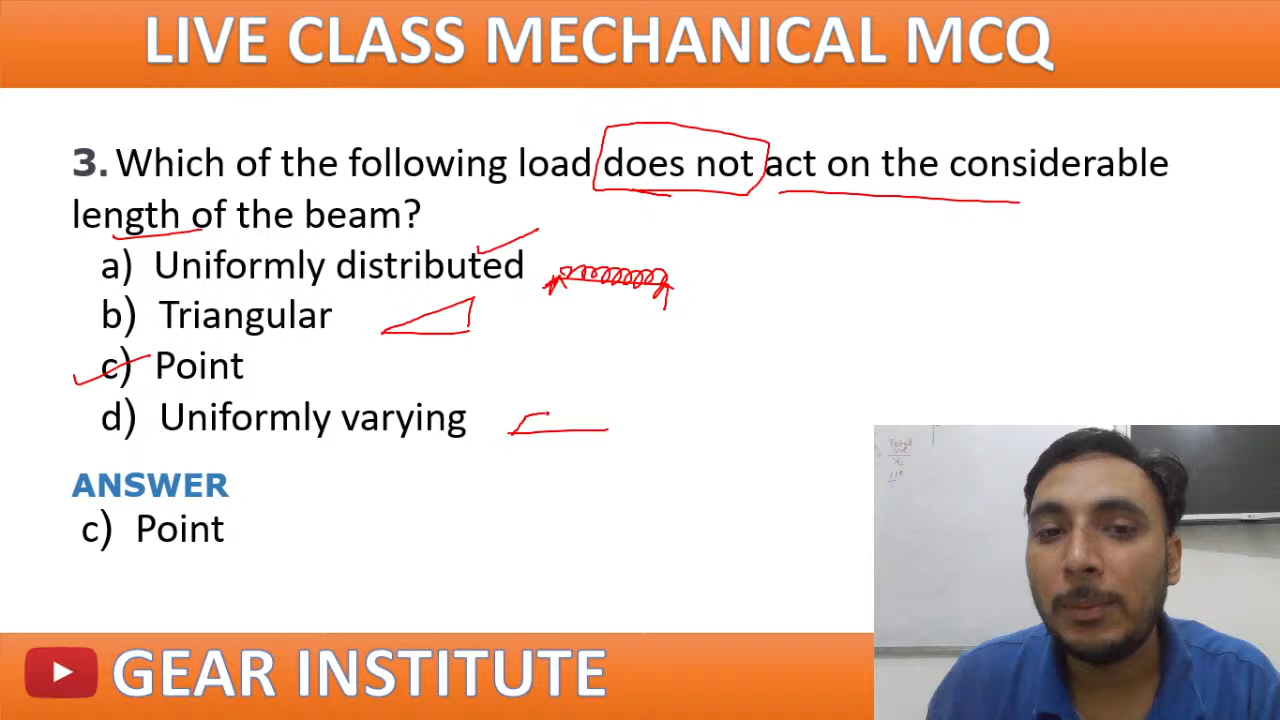 LIVE CLASS MECHANICAL MCQ
3. Which of the following load does not act on the considerable
length of the beam?
a) Uniformly distributed
b) Triangular
c) Point
d) Uniformly varying
ANSWER
c) Point
GEAR INSTITUTE